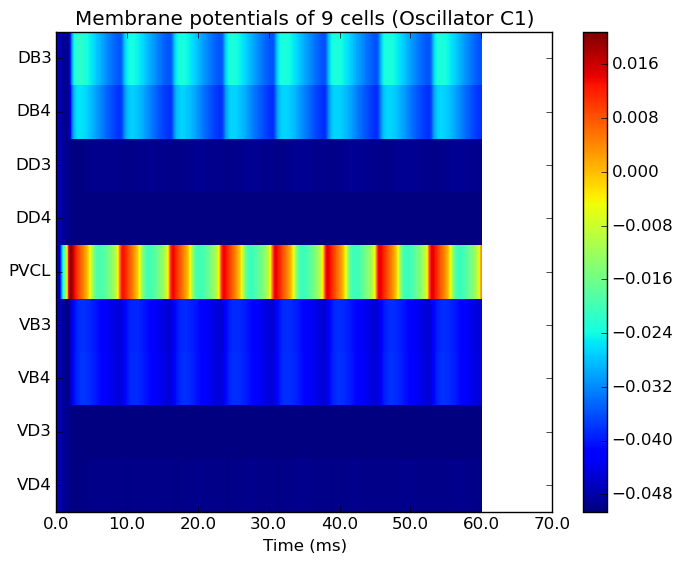 Membrane potentials of 9 cells (Oscillator C1)
DB3
DB4
DD3
DD4
PVCL
VB3
VB4
VD3
VD4
0.0 10.0 20.0 30.0 40.0 50.0 60.0 70.0
Time (ms)
0.016
0.008
0.000
−0.008
−0.016
−0.024
−0.032
−0.040
−0.048